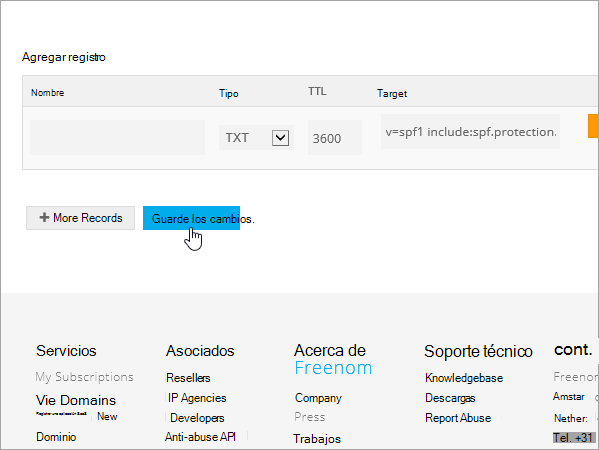 Agregar registro
Nombre Tipo TTL Target
TXT 3600 v=spf1 include:spf.protection.
+ More Records Guarde los cambios.
Servicios Asociados Acerca de Freenom Soporte técnico cont.
My Subscriptions Resellers Company Knowledgebase Freenom
Vie Domains IP Agencies Press Descargas Amstar
New Developers Trabajos Report Abuse Nether:
Dominio Anti-abuse API Tel. +31